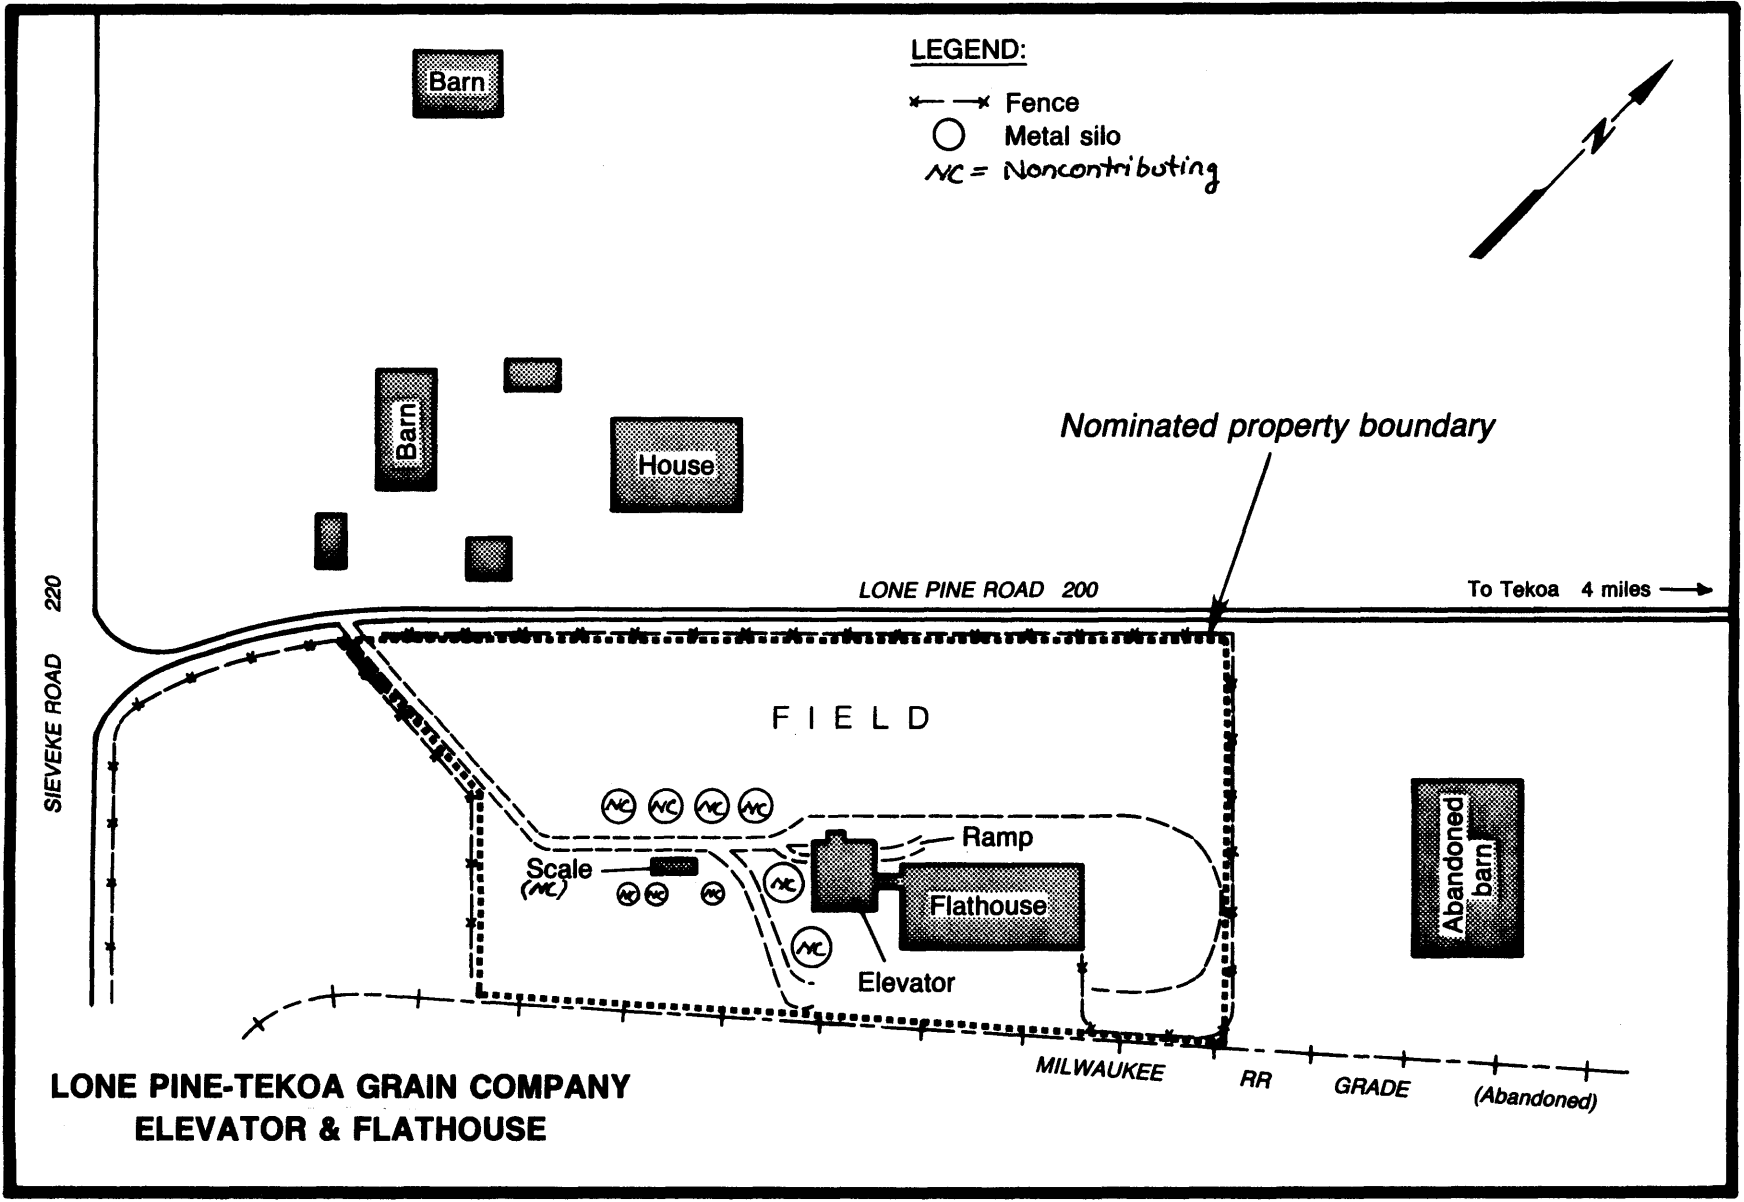 LEGEND:
Fence
Metal silo
NC = Noncontributing
N
Barn
Barn
House
Nominated property boundary
LONE PINE ROAD 200
To Tekoa 4 miles
SIEVEKE ROAD 220
FIELD
NC NC NC NC
Ramp
Scale
(NC)
NC NC NC
NC
NC
Flathouse
Elevator
Abandoned
barn
MILWAUKEE RR GRADE (Abandoned)
LONE PINE-TEKOA GRAIN COMPANY
ELEVATOR & FLATHOUSE